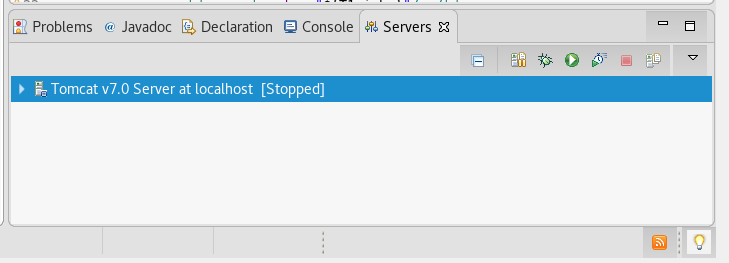 Problems @ Javadoc Declaration Console Servers
Tomcat v7.0 Server at localhost [Stopped]